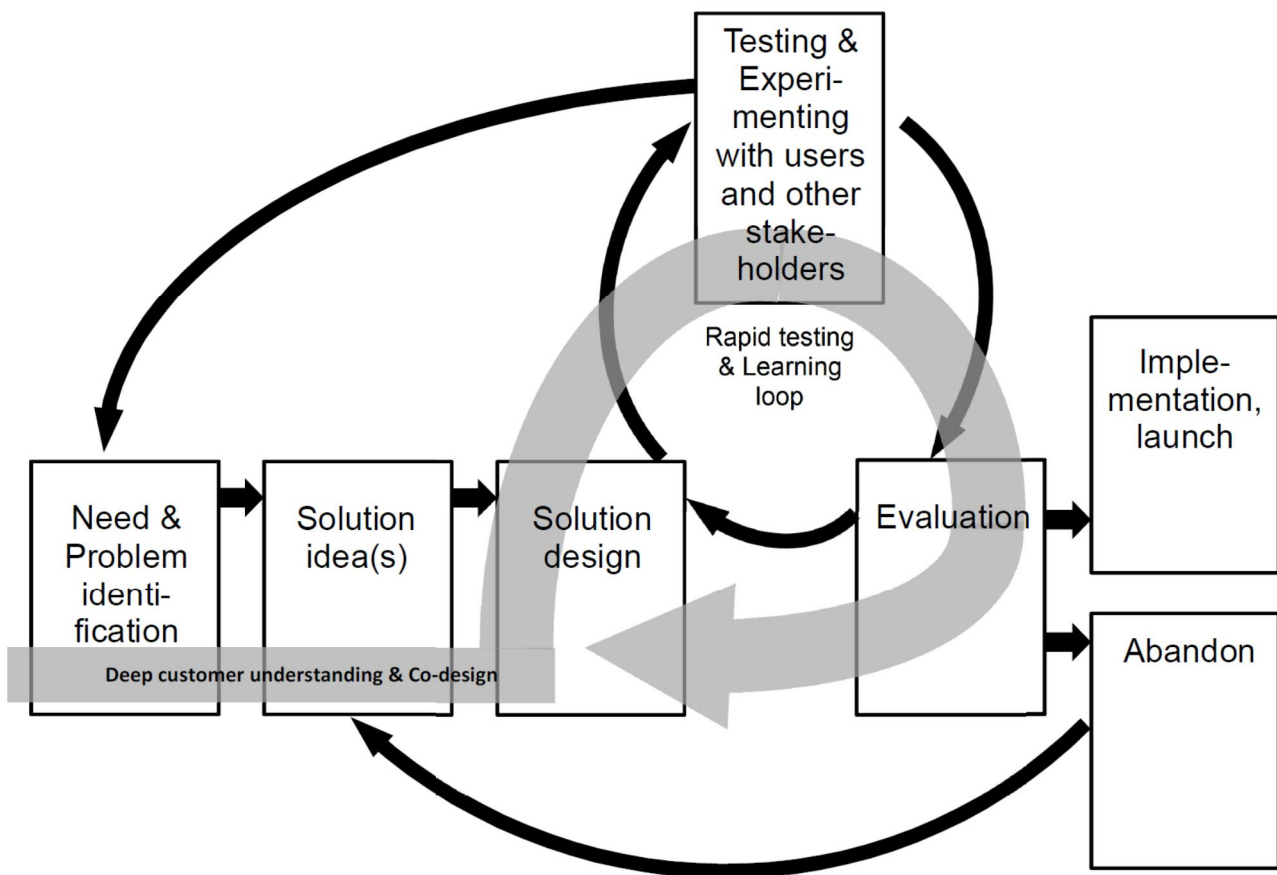 Testing &
Experi-
menting
with users
and other
stake-
holders
Rapid testing
& Learning
loop
Imple-
mentation,
launch
Need &
Problem
identi-
fication
Solution
idea(s)
Solution
design
Evaluation
Abandon
Deep customer understanding & Co-design